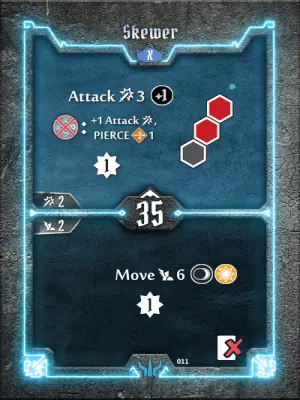 Skewer
X
Attack 3 +1
+1 Attack ,
PIERCE 1
1
2
35
2
Move 6
1
011